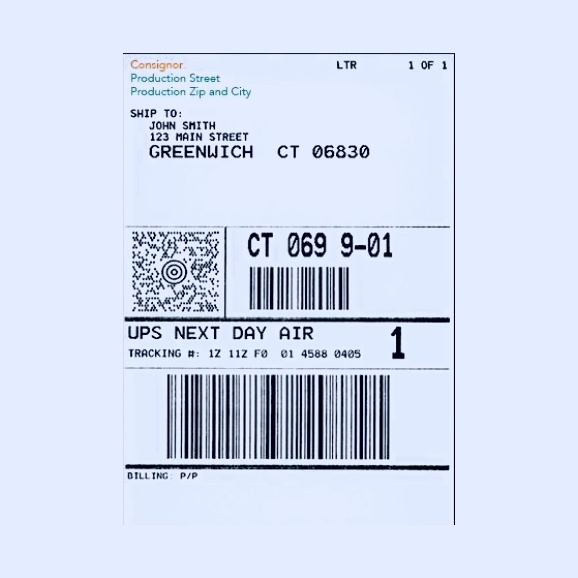 Consignor
LTR 1 OF 1
Production Street
Production Zip and City
SHIP TO:
JOHN SMITH
123 MAIN STREET
GREENWICH CT 06830
CT 069 9-01
UPS NEXT DAY AIR 1
TRACKING #: 1Z 11Z F0 01 4588 0405
BILLING: P/P